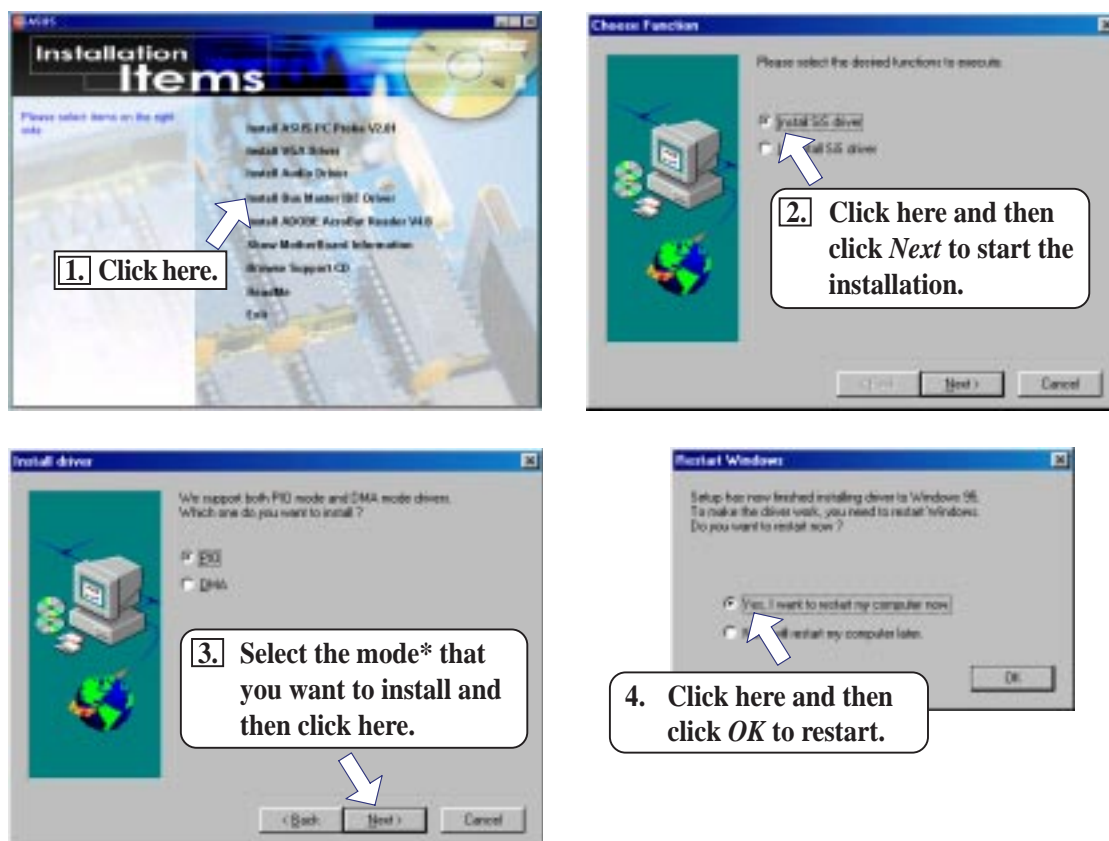 ASUS
Installation
Items
Please select items on the right
side.
Install ASUS PC Probe V2.01
Install VGA Driver
Install Audio Driver
Install Bus Master IDE Driver
Install ADOBE AcroBat Reader V4.0
Show MotherBoard Information
Browse Support CD
ReadMe
Exit
1. Click here.
Choose Function
Please select the desired functions to execute.
Install SiS driver
SiS driver
2. Click here and then
click Next to start the
installation.
Next >
Cancel
Install driver
We support both PIO mode and DMA mode drivers.
Which one do you want to install ?
PIO
DMA
3. Select the mode* that
you want to install and
then click here.
< Back
Next >
Cancel
Restart Windows
Setup has now finished installing driver to Windows 98.
To make the driver work, you need to restart Windows.
Do you want to restart now ?
Yes, I want to restart my computer now.
will restart my computer later.
OK
4. Click here and then
click OK to restart.